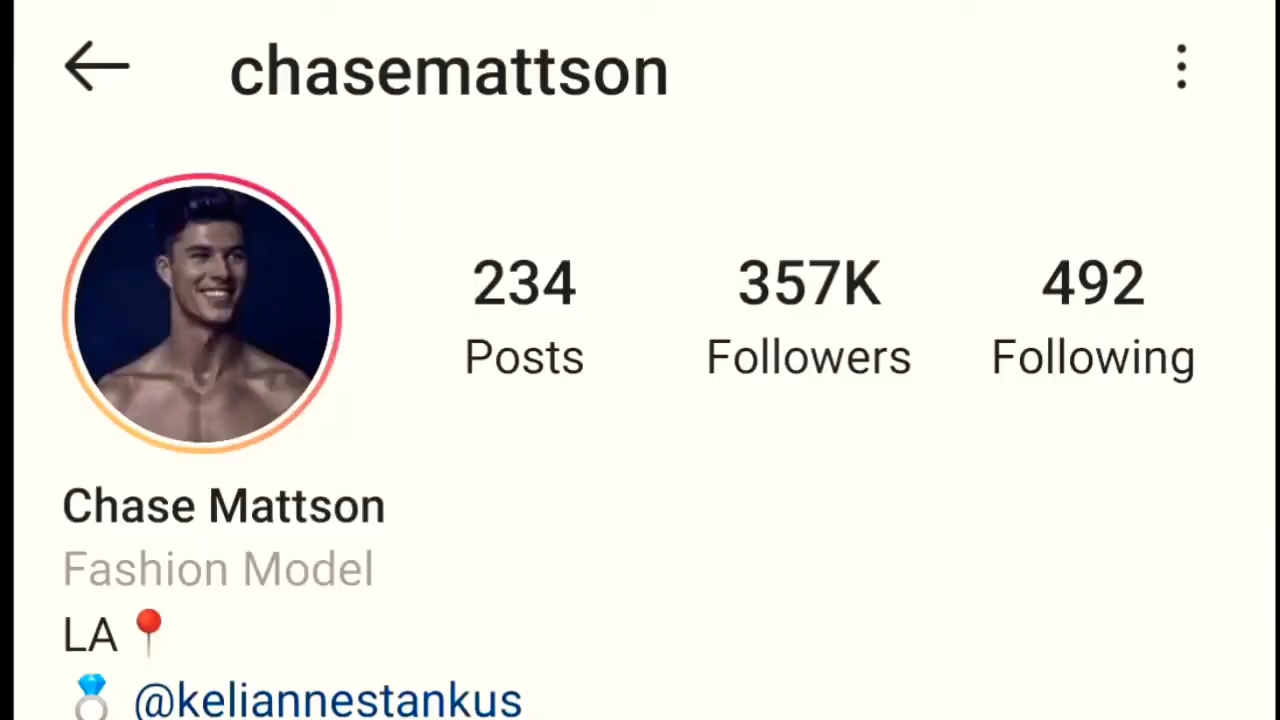 chasemattson
234 357K 492
Posts Followers Following
Chase Mattson
Fashion Model
LA📍
💍 @keliannestankus